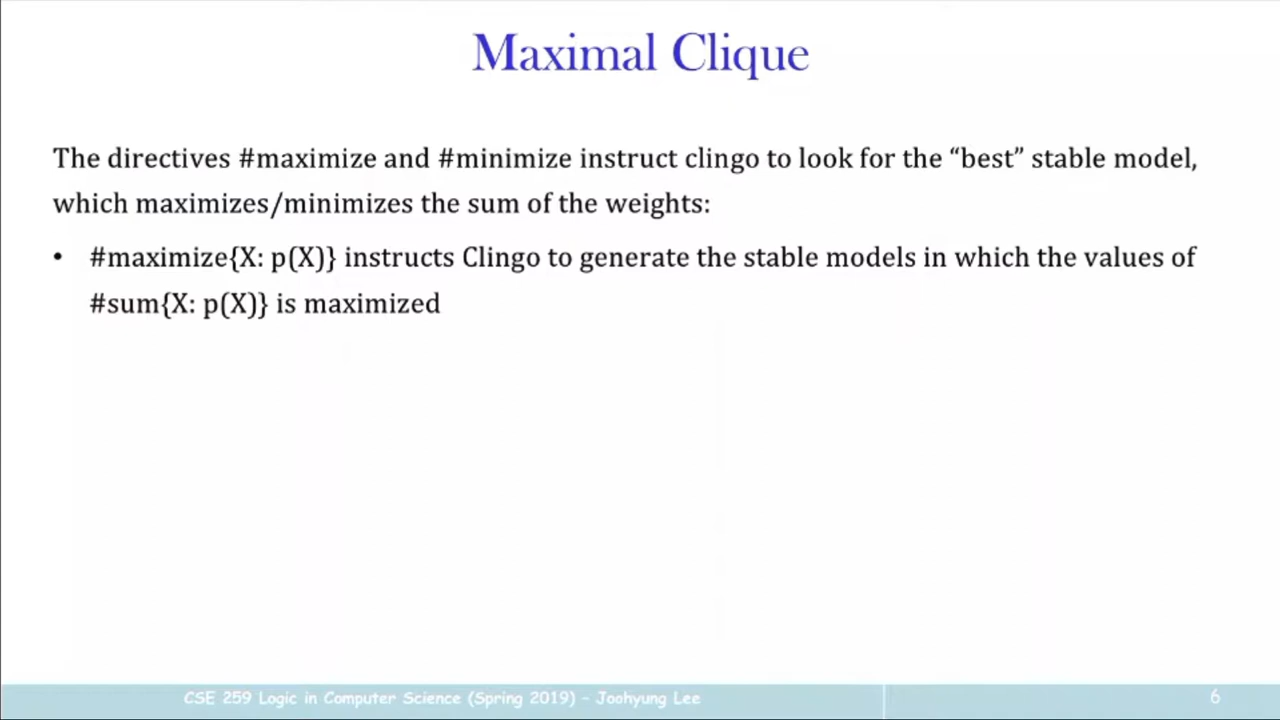 Maximal Clique
The directives #maximize and #minimize instruct clingo to look for the “best” stable model,
which maximizes/minimizes the sum of the weights:
• #maximize{X: p(X)} instructs Clingo to generate the stable models in which the values of
#sum{X: p(X)} is maximized
CSE 259 Logic in Computer Science (Spring 2019) – Joohyung Lee
6